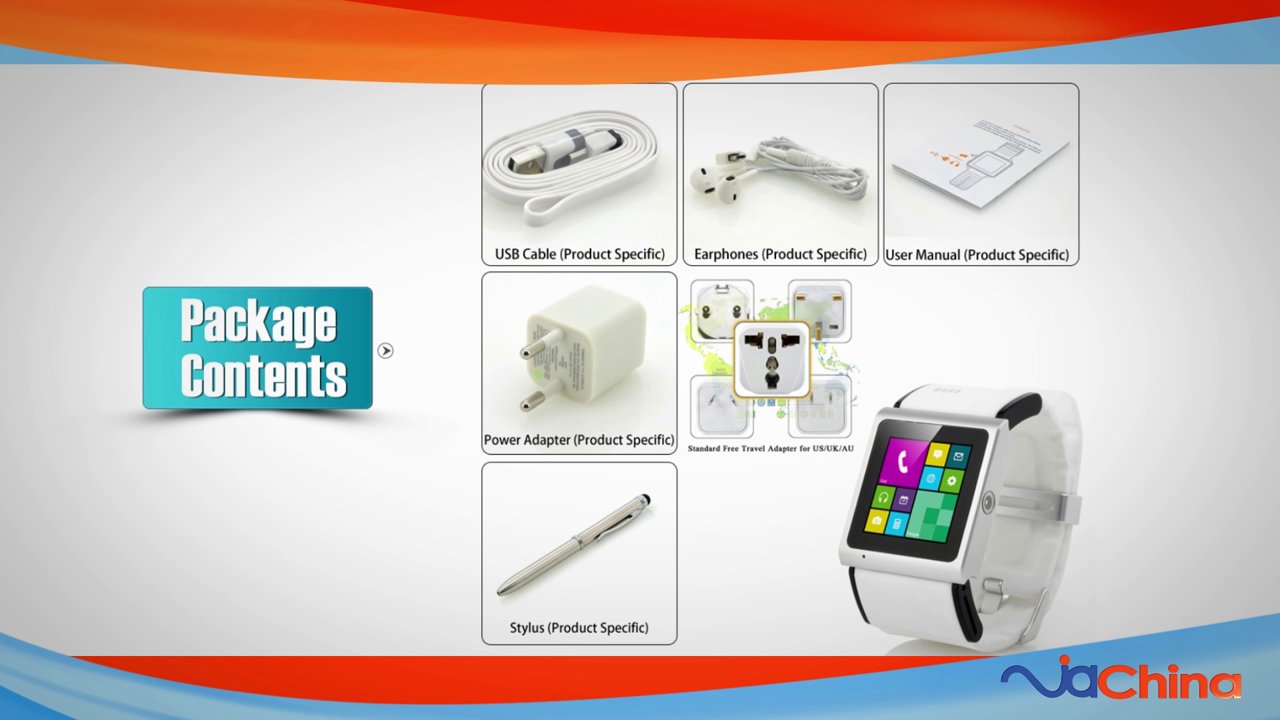 Package
Contents
USB Cable (Product Specific)
Earphones (Product Specific)
User Manual (Product Specific)
Power Adapter (Product Specific)
Standard Free Travel Adapter for US/UK/AU
Stylus (Product Specific)
ViaChina